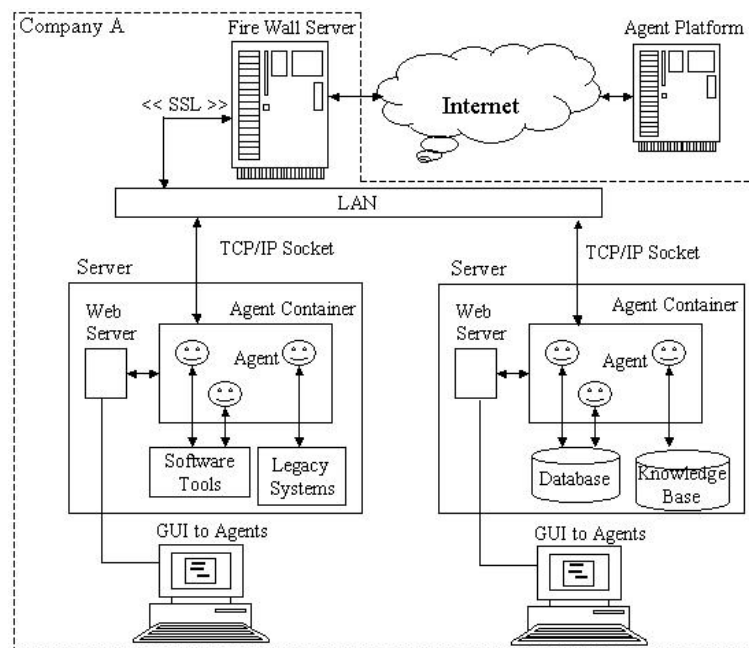 Company A
Fire Wall Server
Agent Platform
<< SSL >>
Internet
LAN
TCP/IP Socket
TCP/IP Socket
Server
Web
Server
Agent Container
Agent
Software
Tools
Legacy
Systems
GUI to Agents
Server
Web
Server
Agent Container
Agent
Database
Knowledge
Base
GUI to Agents